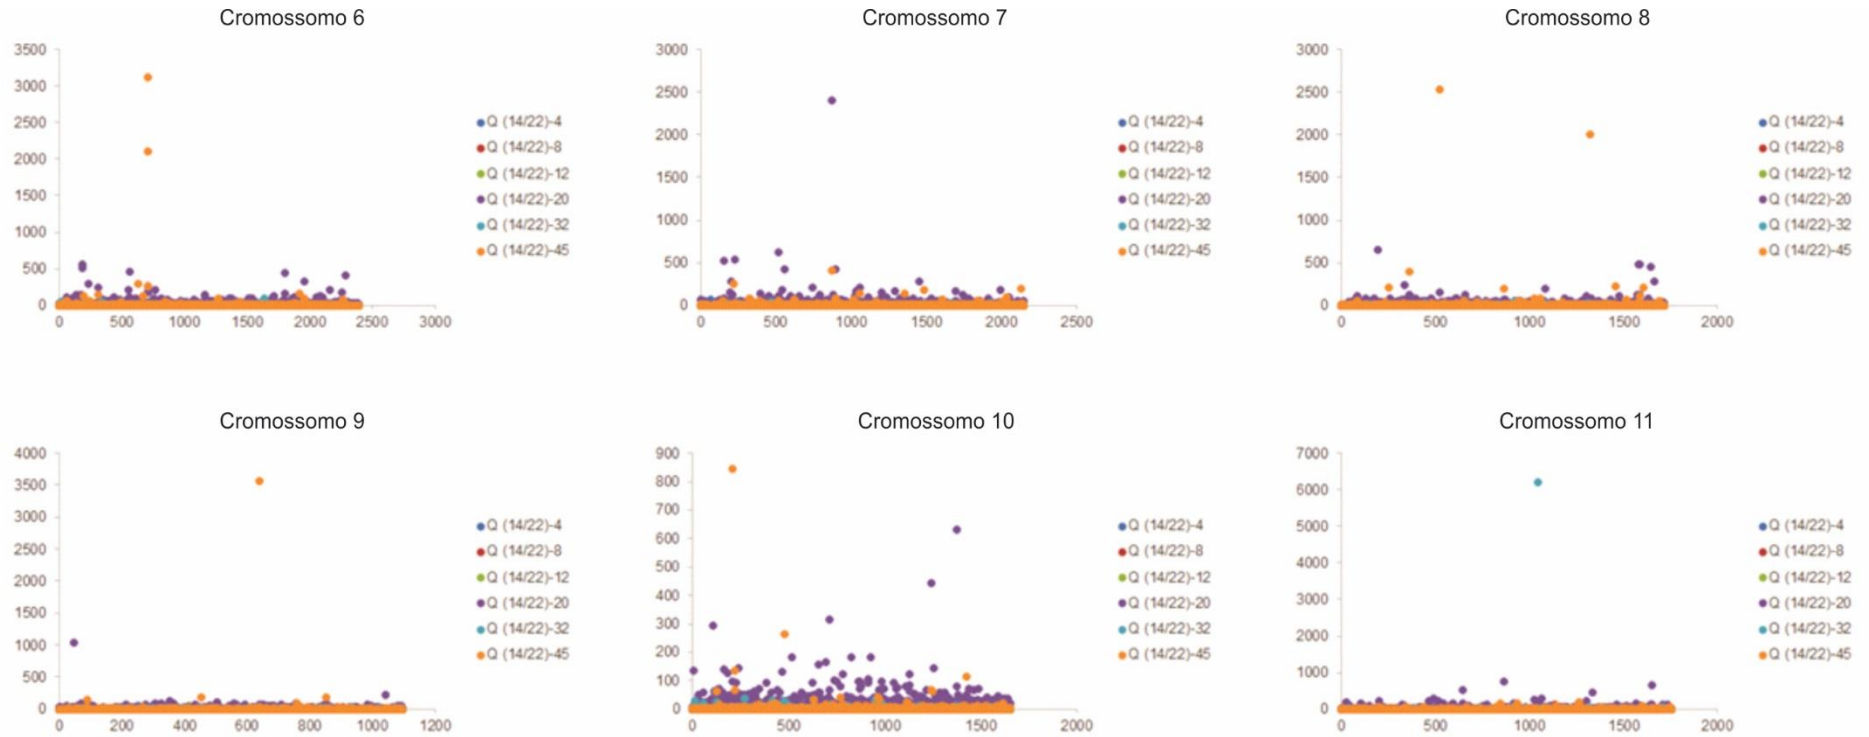 Cromossomo 6
3500
3000
2500
2000
1500
1000
500
0
0 500 1000 1500 2000 2500 3000
Q (14/22)-4
Q (14/22)-8
Q (14/22)-12
Q (14/22)-20
Q (14/22)-32
Q (14/22)-45
Cromossomo 7
3000
2500
2000
1500
1000
500
0
0 500 1000 1500 2000 2500
Q (14/22)-4
Q (14/22)-8
Q (14/22)-12
Q (14/22)-20
Q (14/22)-32
Q (14/22)-45
Cromossomo 8
3000
2500
2000
1500
1000
500
0
0 500 1000 1500 2000
Q (14/22)-4
Q (14/22)-8
Q (14/22)-12
Q (14/22)-20
Q (14/22)-32
Q (14/22)-45
Cromossomo 9
4000
3500
3000
2500
2000
1500
1000
500
0
0 200 400 600 800 1000 1200
Q (14/22)-4
Q (14/22)-8
Q (14/22)-12
Q (14/22)-20
Q (14/22)-32
Q (14/22)-45
Cromossomo 10
900
800
700
600
500
400
300
200
100
0
0 500 1000 1500 2000
Q (14/22)-4
Q (14/22)-8
Q (14/22)-12
Q (14/22)-20
Q (14/22)-32
Q (14/22)-45
Cromossomo 11
7000
6000
5000
4000
3000
2000
1000
0
0 500 1000 1500 2000
Q (14/22)-4
Q (14/22)-8
Q (14/22)-12
Q (14/22)-20
Q (14/22)-32
Q (14/22)-45